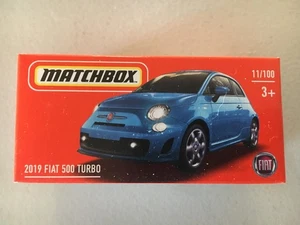 MATCHBOX
11/100
3+
2019 FIAT 500 TURBO
FIAT